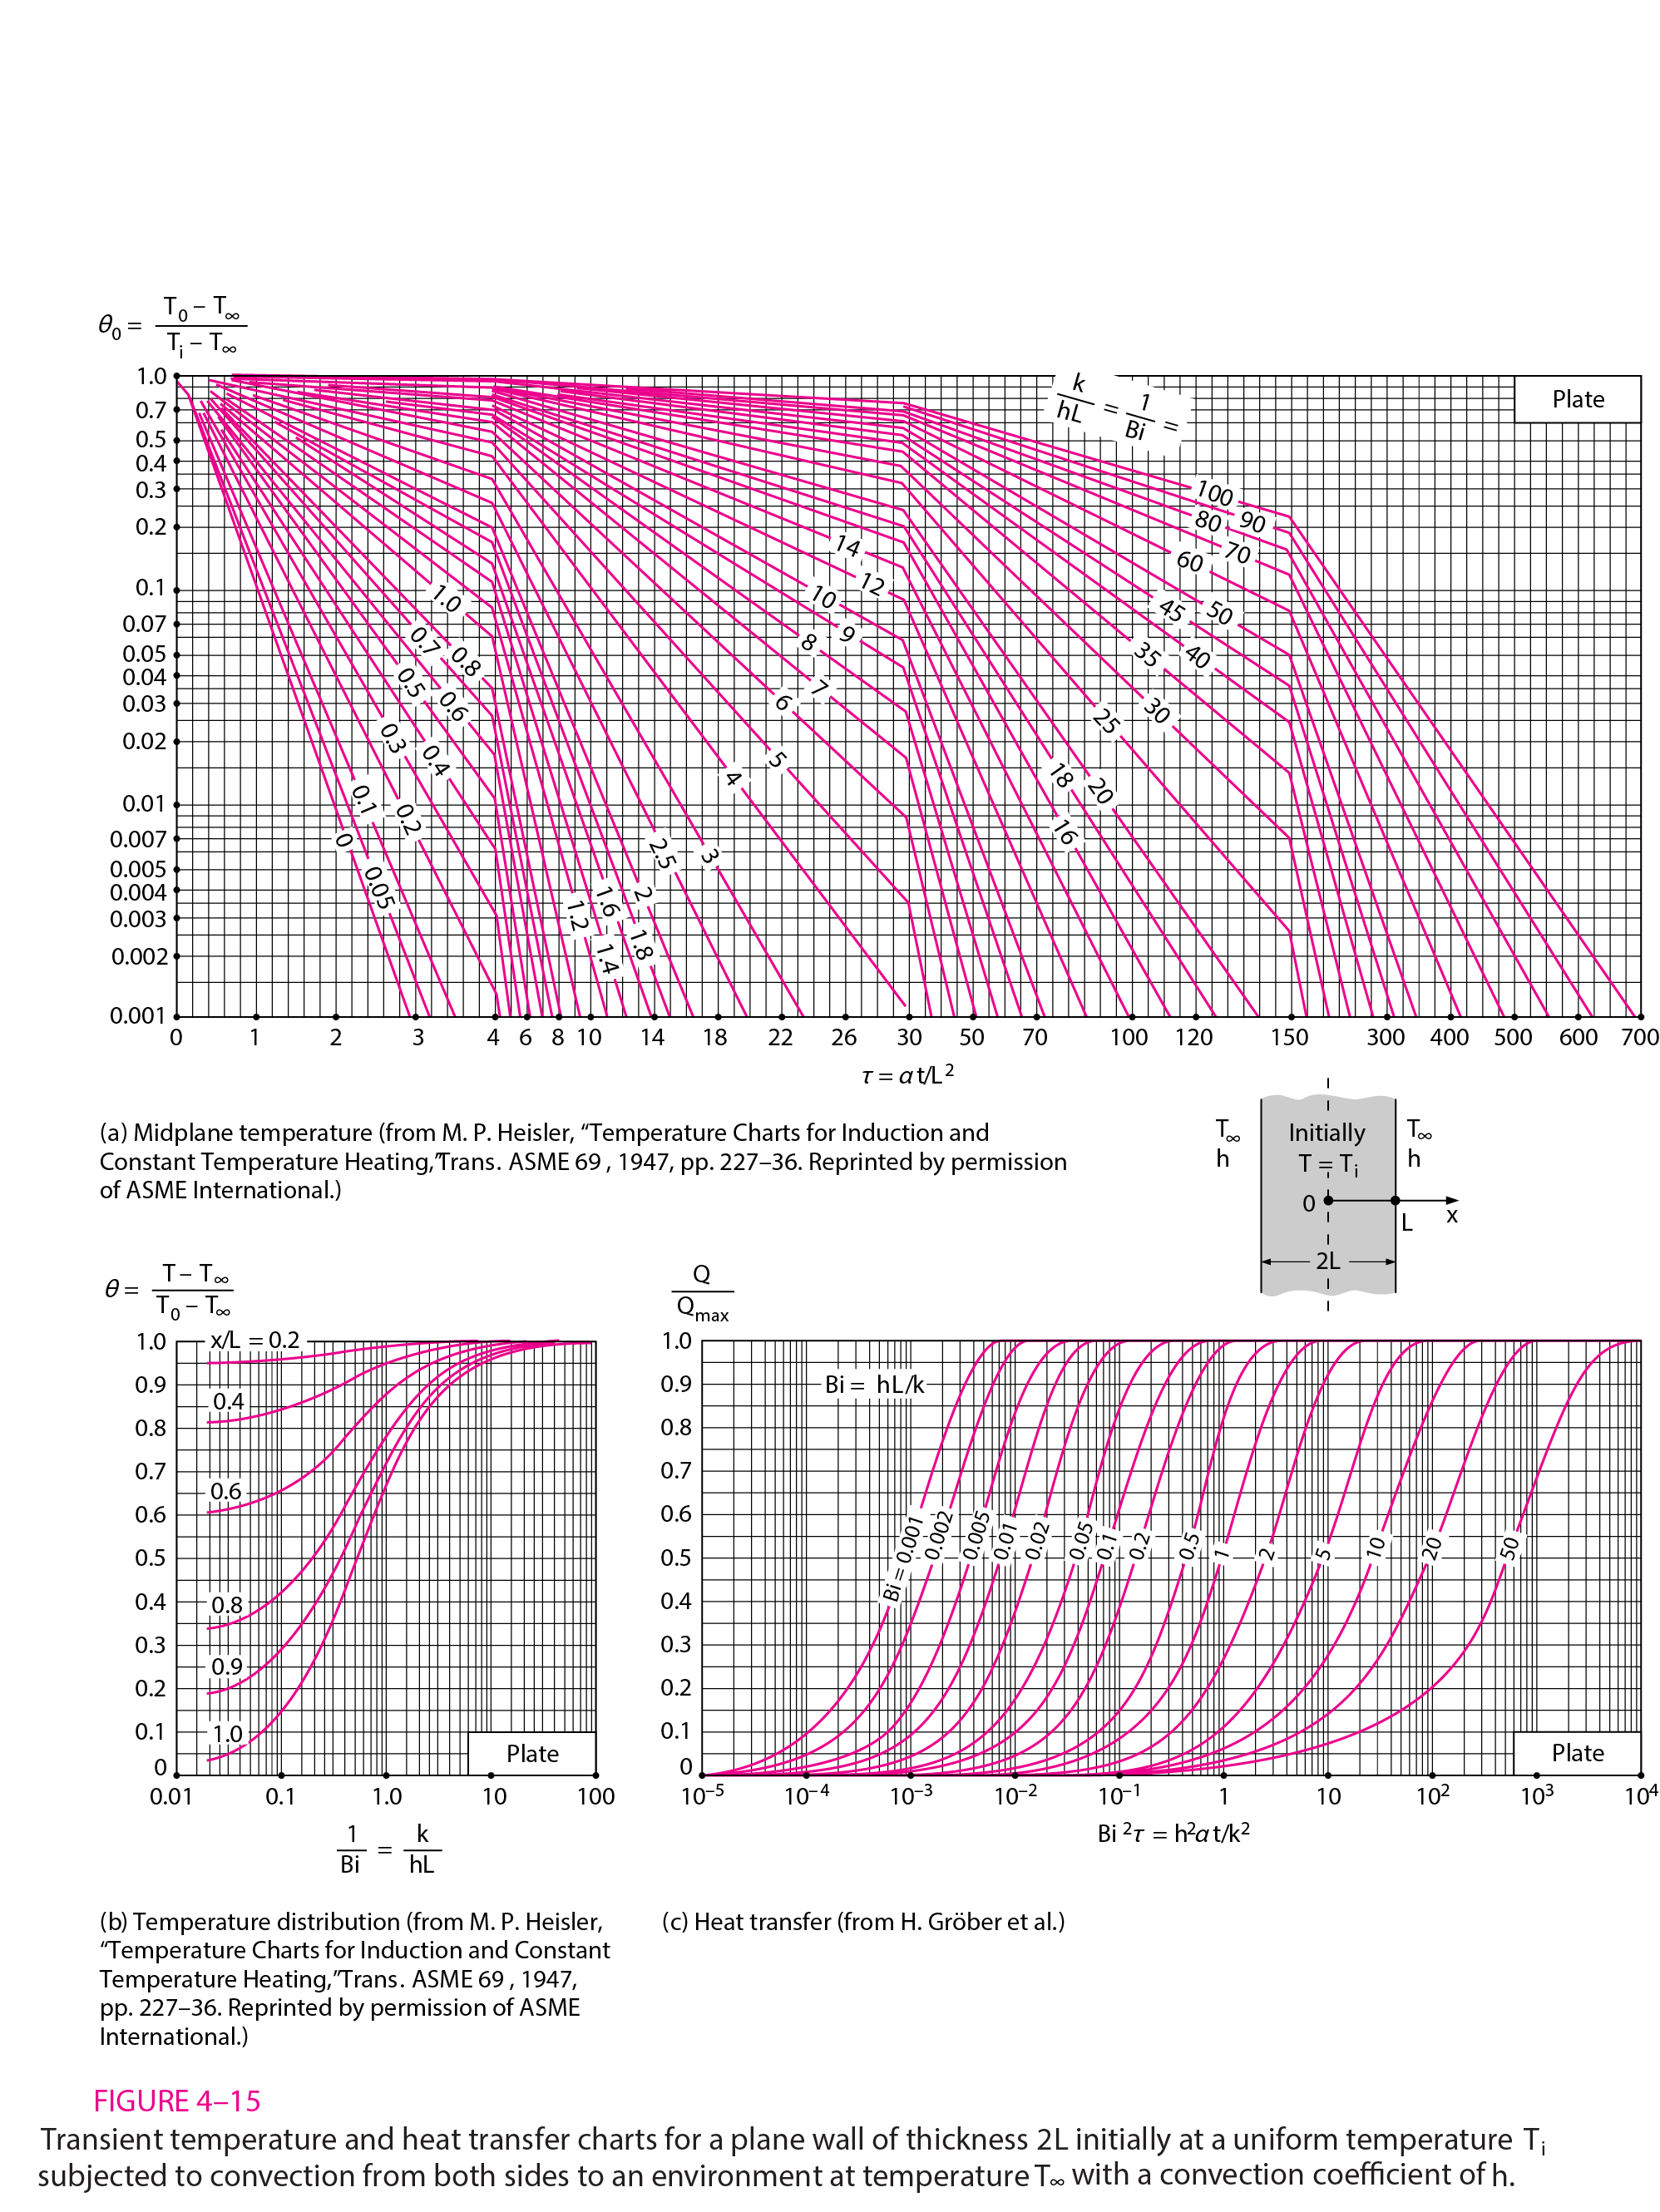 θ0 = T0 – T∞
Ti – T∞
1.0
0.7
0.5
0.4
0.3
0.2
0.1
0.07
0.05
0.04
0.03
0.02
0.01
0.007
0.005
0.004
0.003
0.002
0.001
k
hL
=
1
Bi
=
Plate
100
80
90
70
60
14
12
10
9
8
7
6
5
4
45
50
35
40
25
30
18
20
16
1.0
0.7
0.8
0.5
0.6
0.3
0.4
0.1
0.2
0
0.05
2.5
3
2
1.6
1.2
1.8
1.4
0 1 2 3 4 6 8 10 14 18 22 26 30 50 70 100 120 150 300 400 500 600 700
τ = αt/L²
(a) Midplane temperature (from M. P. Heisler, “Temperature Charts for Induction and
Constant Temperature Heating,”Trans. ASME 69 , 1947, pp. 227–36. Reprinted by permission
of ASME International.)
T∞
h
Initially
T = Ti
T∞
h
0
L
x
2L
θ = T – T∞
T0 – T∞
1.0
0.9
0.8
0.7
0.6
0.5
0.4
0.3
0.2
0.1
0
x/L = 0.2
0.4
0.6
0.8
0.9
1.0
Plate
0.01 0.1 1.0 10 100
1
Bi
=
k
hL
Q
Qmax
1.0
0.9
0.8
0.7
0.6
0.5
0.4
0.3
0.2
0.1
0
Bi = hL/k
Bi = 0.001
0.002
0.005
0.01
0.02
0.05
0.1
0.2
0.5
1
2
5
10
20
50
Plate
10⁻⁵ 10⁻⁴ 10⁻³ 10⁻² 10⁻¹ 1 10 10² 10³ 10⁴
Bi ²τ = h²αt/k²
(b) Temperature distribution (from M. P. Heisler,
“Temperature Charts for Induction and Constant
Temperature Heating,”Trans. ASME 69 , 1947,
pp. 227–36. Reprinted by permission of ASME
International.)
(c) Heat transfer (from H. Gröber et al.)
FIGURE 4–15
Transient temperature and heat transfer charts for a plane wall of thickness 2L initially at a uniform temperature Ti
subjected to convection from both sides to an environment at temperature T∞ with a convection coefficient of h.